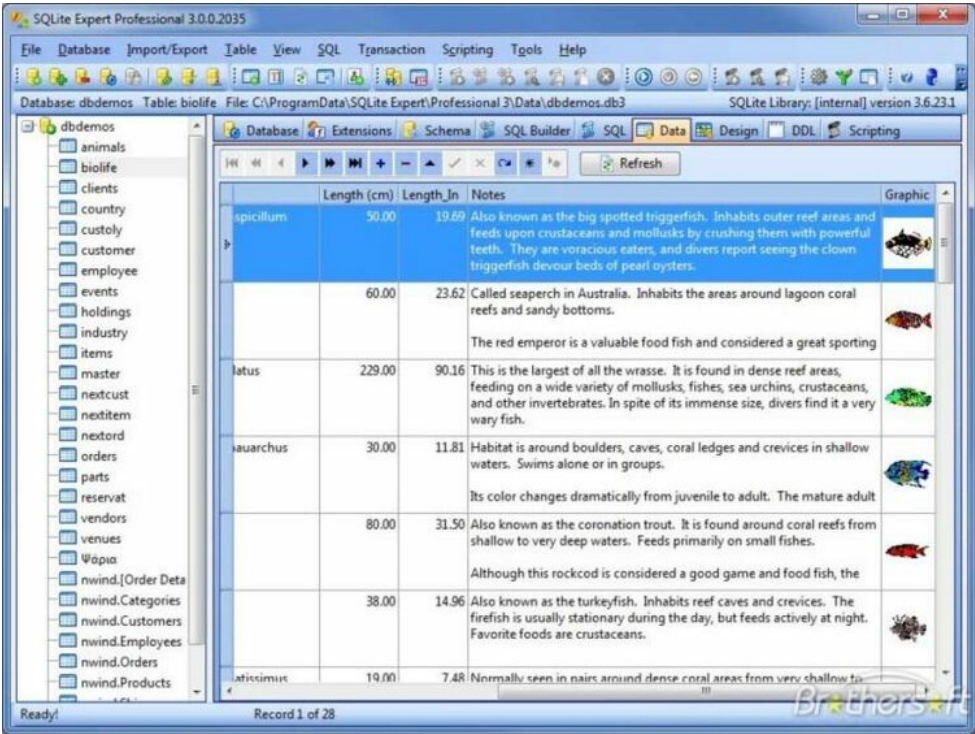 SQLite Expert Professional 3.0.0.2035
File Database Import/Export Table View SQL Transaction Scripting Tools Help
Database: dbdemos Table: biolife File: C:\ProgramData\SQLite Expert\Professional 3\Data\dbdemos.db3 SQLite Library: [internal] version 3.6.23.1
dbdemos
animals
biolife
clients
country
custoly
customer
employee
events
holdings
industry
items
master
nextcust
nextitem
nextord
orders
parts
reservat
vendors
venues
Ψάρια
nwind.[Order Deta
nwind.Categories
nwind.Customers
nwind.Employees
nwind.Orders
nwind.Products
Database Extensions Schema SQL Builder SQL Data Design DDL Scripting
Refresh
Length (cm) Length_In Notes Graphic
spicillum 50.00 19.69 Also known as the big spotted triggerfish. Inhabits outer reef areas and
feeds upon crustaceans and mollusks by crushing them with powerful
teeth. They are voracious eaters, and divers report seeing the clown
triggerfish devour beds of pearl oysters.
60.00 23.62 Called seaperch in Australia. Inhabits the areas around lagoon coral
reefs and sandy bottoms.
The red emperor is a valuable food fish and considered a great sporting
latus 229.00 90.16 This is the largest of all the wrasse. It is found in dense reef areas,
feeding on a wide variety of mollusks, fishes, sea urchins, crustaceans,
and other invertebrates. In spite of its immense size, divers find it a very
wary fish.
auarchus 30.00 11.81 Habitat is around boulders, caves, coral ledges and crevices in shallow
waters. Swims alone or in groups.
Its color changes dramatically from juvenile to adult. The mature adult
80.00 31.50 Also known as the coronation trout. It is found around coral reefs from
shallow to very deep waters. Feeds primarily on small fishes.
Although this rockcod is considered a good game and food fish, the
38.00 14.96 Also known as the turkeyfish. Inhabits reef caves and crevices. The
firefish is usually stationary during the day, but feeds actively at night.
Favorite foods are crustaceans.
atissimus 19.00 7.48 Normally seen in pairs around dense coral areas from very shallow to
Ready! Record 1 of 28
Brothersoft